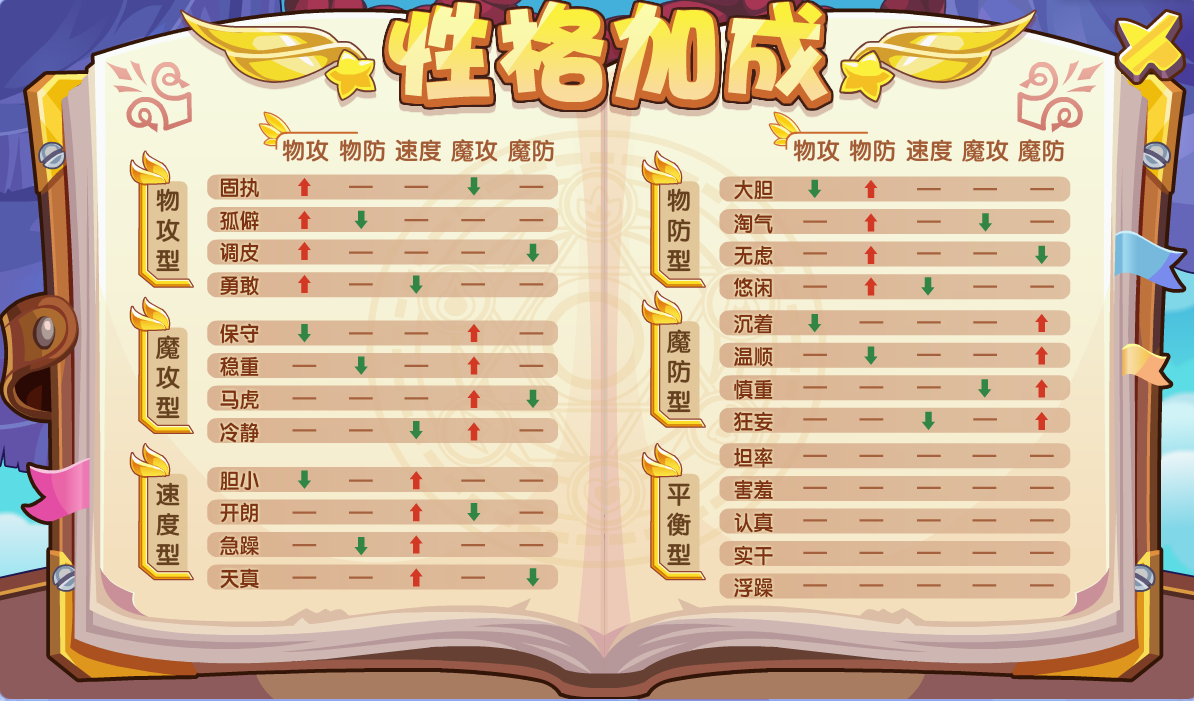 性格加成
物攻 物防 速度 魔攻 魔防
物攻型
固执 ↑ — — ↓ —
孤僻 ↑ ↓ — — —
调皮 ↑ — — — ↓
勇敢 ↑ — ↓ — —
魔攻型
保守 ↓ — — ↑ —
稳重 — ↓ — ↑ —
马虎 — — — ↑ ↓
冷静 — — ↓ ↑ —
速度型
胆小 ↓ — ↑ — —
开朗 — — ↑ ↓ —
急躁 — ↓ ↑ — —
天真 — — ↑ — ↓
物攻 物防 速度 魔攻 魔防
物防型
大胆 ↓ ↑ — — —
淘气 — ↑ — ↓ —
无虑 — ↑ — — ↓
悠闲 — ↑ ↓ — —
魔防型
沉着 ↓ — — — ↑
温顺 — ↓ — — ↑
慎重 — — — ↓ ↑
狂妄 — — ↓ — ↑
平衡型
坦率 — — — — —
害羞 — — — — —
认真 — — — — —
实干 — — — — —
浮躁 — — — — —